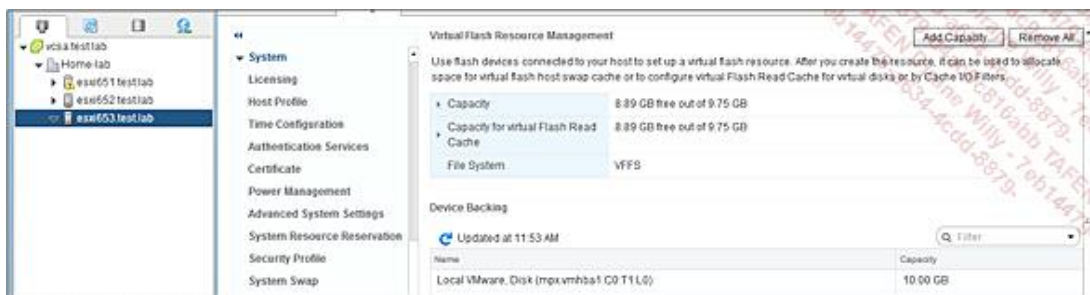 vcsa.testlab
Home-lab
esxi651.testlab
esxi652.testlab
esxi653.testlab
System
Licensing
Host Profile
Time Configuration
Authentication Services
Certificate
Power Management
Advanced System Settings
System Resource Reservation
Security Profile
System Swap
Virtual Flash Resource Management
Add Capacity... Remove All
Use flash devices connected to your host to set up a virtual flash resource. After you create the resource, it can be used to allocate
space for virtual flash host swap cache or to configure virtual Flash Read Cache for virtual disks or by Cache I/O Filters.
Capacity 8.89 GB free out of 9.75 GB
Capacity for virtual Flash Read 8.89 GB free out of 9.75 GB
Cache
File System VFFS
Device Backing
Updated at 11:53 AM
Filter
Name Capacity
Local VMware, Disk (mpx.vmhba1:C0:T1:L0) 10.00 GB